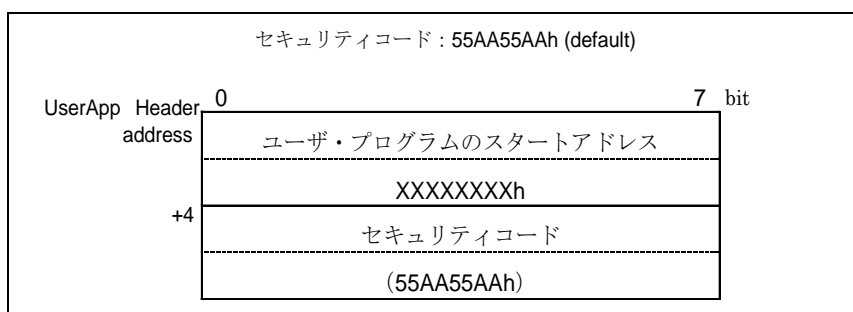 セキュリティコード：55AA55AAh (default)
0 7 bit
UserApp Header
address
ユーザ・プログラムのスタートアドレス
XXXXXXXXh
+4
セキュリティコード
（55AA55AAh）